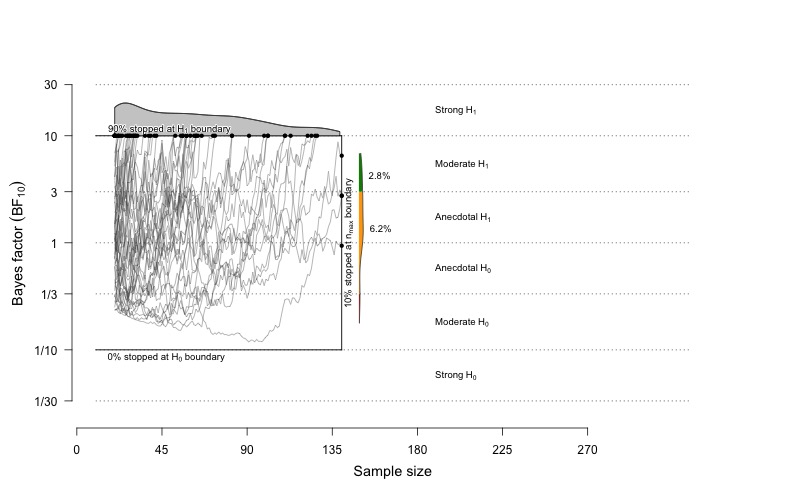 30
Strong H₁
90% stopped at H₁ boundary
10
Moderate H₁
2.8%
3
Anecdotal H₁
6.2%
10% stopped at nₘₐₓ boundary
1
Anecdotal H₀
1/3
Moderate H₀
1/10
0% stopped at H₀ boundary
Strong H₀
1/30
Bayes factor (BF₁₀)
0 45 90 135 180 225 270
Sample size